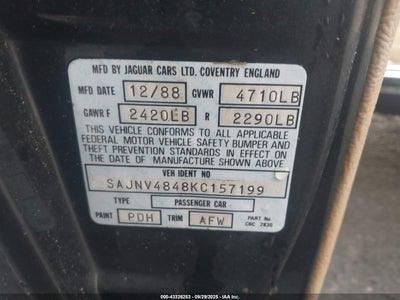 MFD BY JAGUAR CARS LTD. COVENTRY ENGLAND
MFD DATE 12/88 GVWR 4710LB
GAWR F 2420LB R 2290LB
THIS VEHICLE CONFORMS TO ALL APPLICABLE
FEDERAL MOTOR VEHICLE SAFETY BUMPER AND
THEFT PREVENTION STANDARDS IN EFFECT ON
THE DATE OF MANUFACTURE SHOWN ABOVE
VEH IDENT NO
SAJNV4848KC157199
TYPE PASSENGER CAR -
PAINT PDH TRIM AFW PART No
CBC 7830
000-43326253 - 09/29/2025 - IAAI.COM